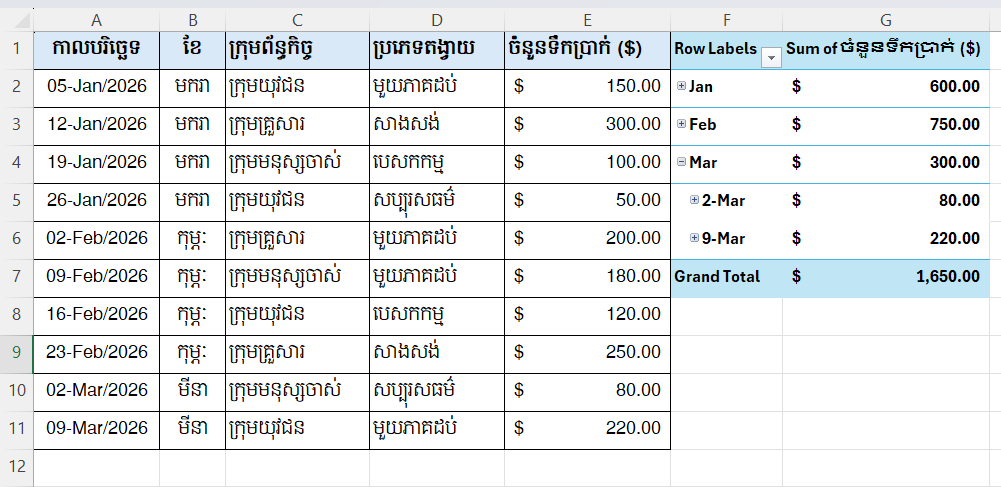 A B C D E F G
1 កាលបរិច្ឆេទ ខែ ក្រុមព័ន្ធកិច្ច ប្រភេទតង្វាយ ចំនួនទឹកប្រាក់ ($) Row Labels Sum of ចំនួនទឹកប្រាក់ ($)
2 05-Jan/2026 មករា ក្រុមយុវជន មួយភាគដប់ $ 150.00 Jan $ 600.00
3 12-Jan/2026 មករា ក្រុមគ្រួសារ សាងសង់ $ 300.00 Feb $ 750.00
4 19-Jan/2026 មករា ក្រុមមនុស្សចាស់ បេសកកម្ម $ 100.00 Mar $ 300.00
5 26-Jan/2026 មករា ក្រុមយុវជន សប្បុរសធម៌ $ 50.00 2-Mar $ 80.00
6 02-Feb/2026 កុម្ភៈ ក្រុមគ្រួសារ មួយភាគដប់ $ 200.00 9-Mar $ 220.00
7 09-Feb/2026 កុម្ភៈ ក្រុមមនុស្សចាស់ មួយភាគដប់ $ 180.00 Grand Total $ 1,650.00
8 16-Feb/2026 កុម្ភៈ ក្រុមយុវជន បេសកកម្ម $ 120.00
9 23-Feb/2026 កុម្ភៈ ក្រុមគ្រួសារ សាងសង់ $ 250.00
10 02-Mar/2026 មីនា ក្រុមមនុស្សចាស់ សប្បុរសធម៌ $ 80.00
11 09-Mar/2026 មីនា ក្រុមយុវជន មួយភាគដប់ $ 220.00
12